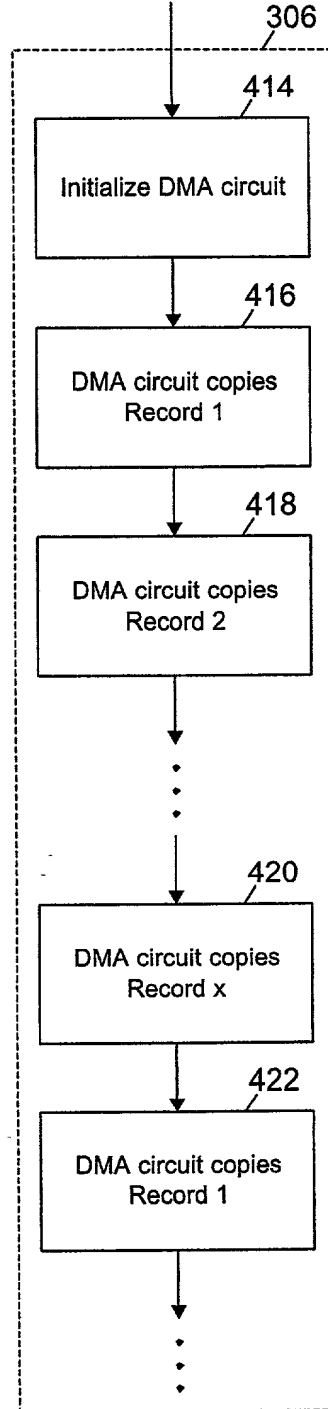 306
414
Initialize DMA circuit
416
DMA circuit copies
Record 1
418
DMA circuit copies
Record 2
420
DMA circuit copies
Record x
422
DMA circuit copies
Record 1